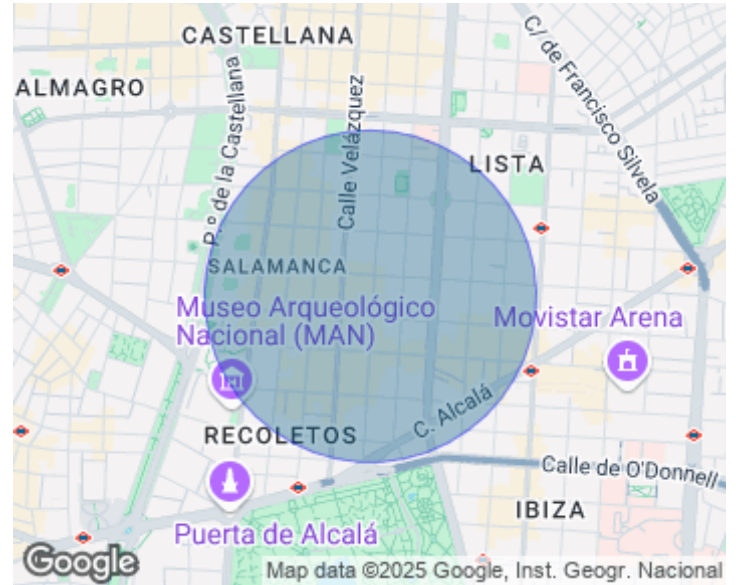 CASTELLANA
ALMAGRO
C/ de Francisco Silvela
P.º de la Castellana
Calle Velázquez
LISTA
SALAMANCA
Museo Arqueológico
Nacional (MAN)
Movistar Arena
C. Alcalá
RECOLETOS
Calle de O'Donnell
IBIZA
Puerta de Alcalá
Google
Map data ©2025 Google, Inst. Geogr. Nacional